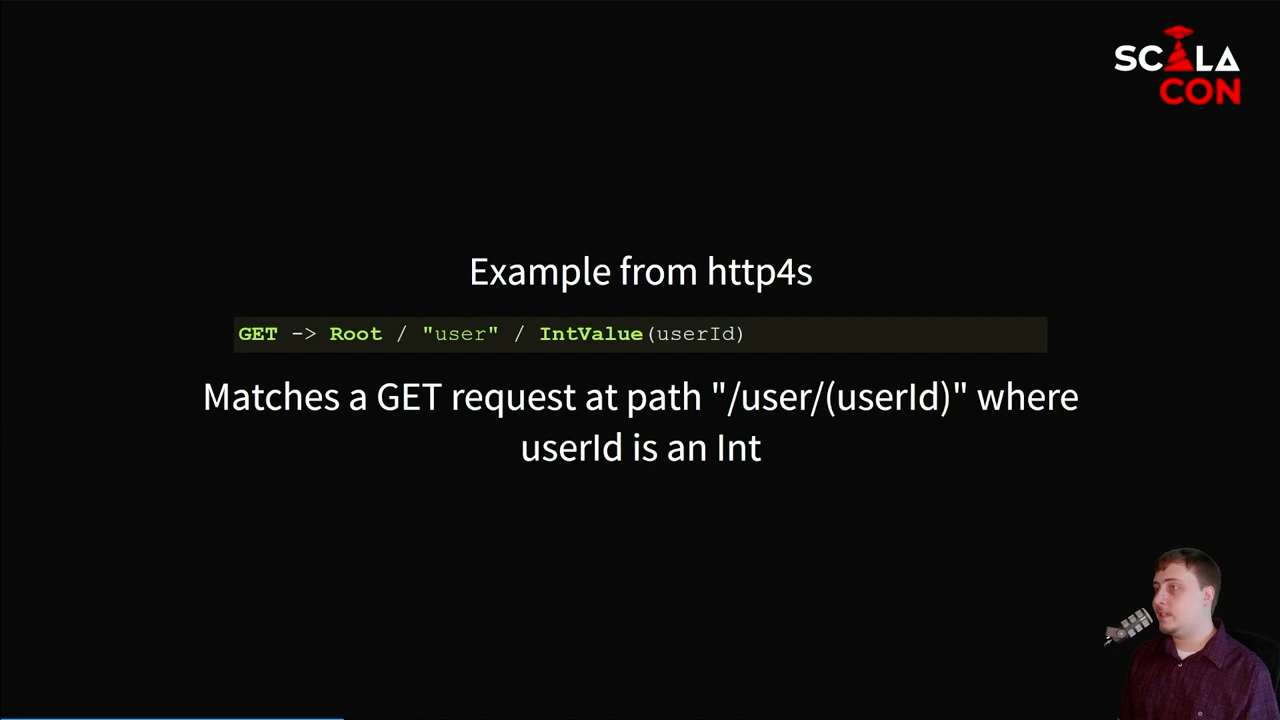 SCALA
CON
Example from http4s
GET -> Root / "user" / IntValue(userId)
Matches a GET request at path "/user/(userId)" where
userId is an Int